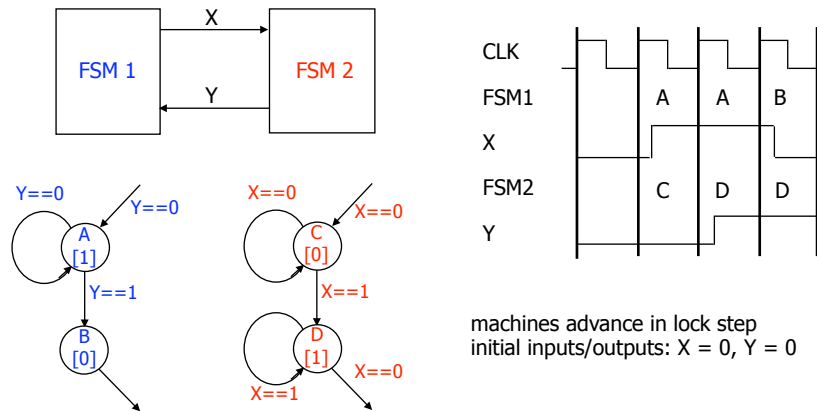 X
FSM 1
FSM 2
Y
Y==0
Y==0
A
[1]
Y==1
B
[0]
X==0
X==0
C
[0]
X==1
D
[1]
X==0
X==1
CLK
FSM1 A A B
X
FSM2 C D D
Y
machines advance in lock step
initial inputs/outputs: X = 0, Y = 0